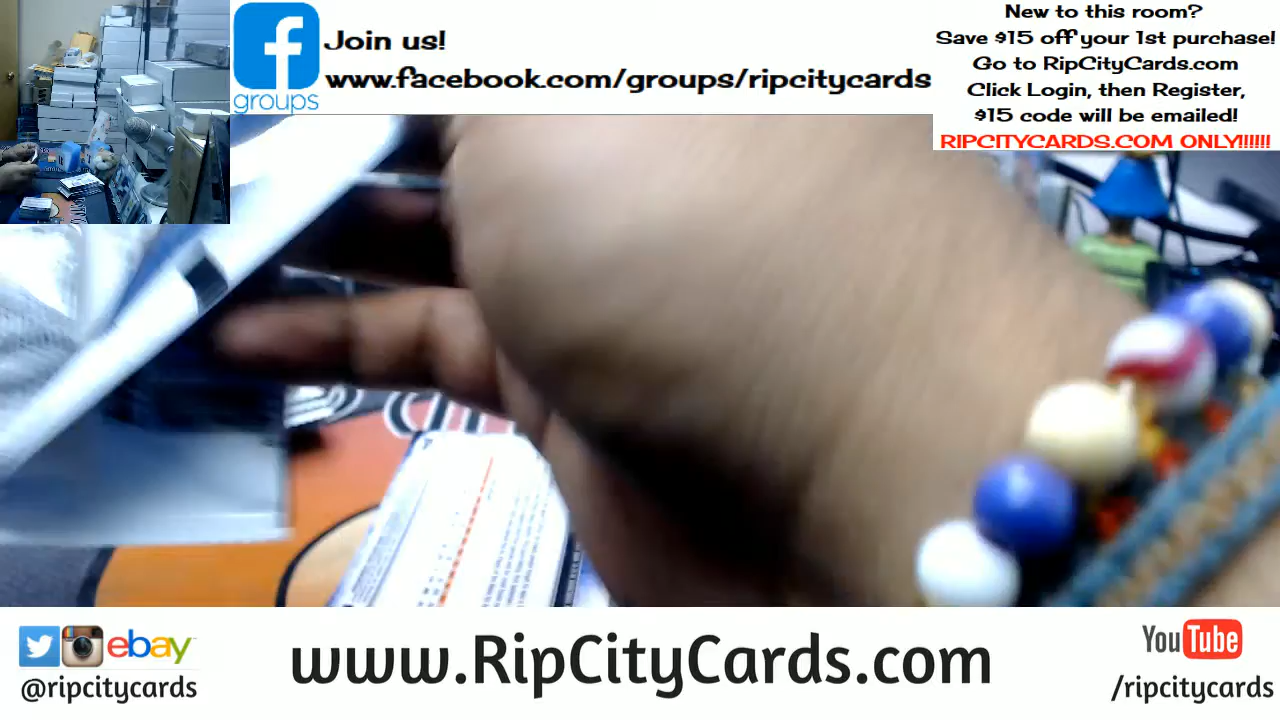 Join us!
www.facebook.com/groups/ripcitycards
groups
New to this room?
Save $15 off your 1st purchase!
Go to RipCityCards.com
Click Login, then Register,
$15 code will be emailed!
RIPCITYCARDS.COM ONLY!!!!!!
ebay
@ripcitycards
www.RipCityCards.com
YouTube
/ripcitycards